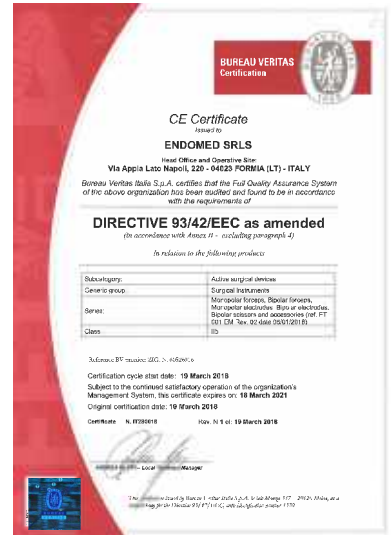 BUREAU VERITAS
Certification
CE Certificate
Issued to
ENDOMED SRLS
Head Office and Operative Site:
Via Appia Lato Napoli, 220 - 04023 FORMIA (LT) - ITALY
Bureau Veritas Italia S.p.A. certifies that the Full Quality Assurance System
of the above organization has been audited and found to be in accordance
with the requirements of
DIRECTIVE 93/42/EEC as amended
(in accordance with Annex II - excluding paragraph 4)
In relation to the following products
Subcategory: Active surgical devices
Generic group Surgical Instruments
Series: Monopolar forceps, Bipolar forceps,
Monopolar electrodes, Bipolar electrodes,
Bipolar scissors and accessories (ref. FT
001 EM Rev. 02 date 05/01/2018)
Class IIb
Reference BV
Certification cycle start date: 19 March 2018
Subject to the continued satisfactory operation of the organization's
Management System, this certificate expires on: 18 March 2021
Original certification date: 19 March 2018
Certificate N. Rev. N 1 of: 19 March 2018
- Local Manager